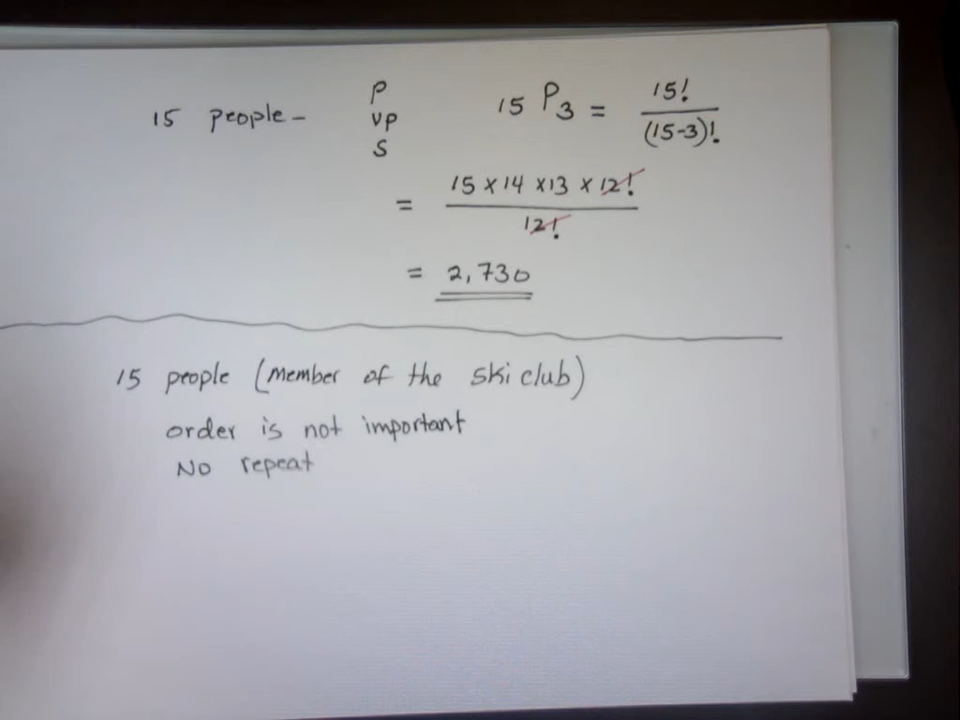 15 people - P VP S 15 P3 = 15! / (15-3)!
= 15 x 14 x 13 x 12! / 12!
= 2,730
15 people (member of the ski club)
order is not important
No repeat